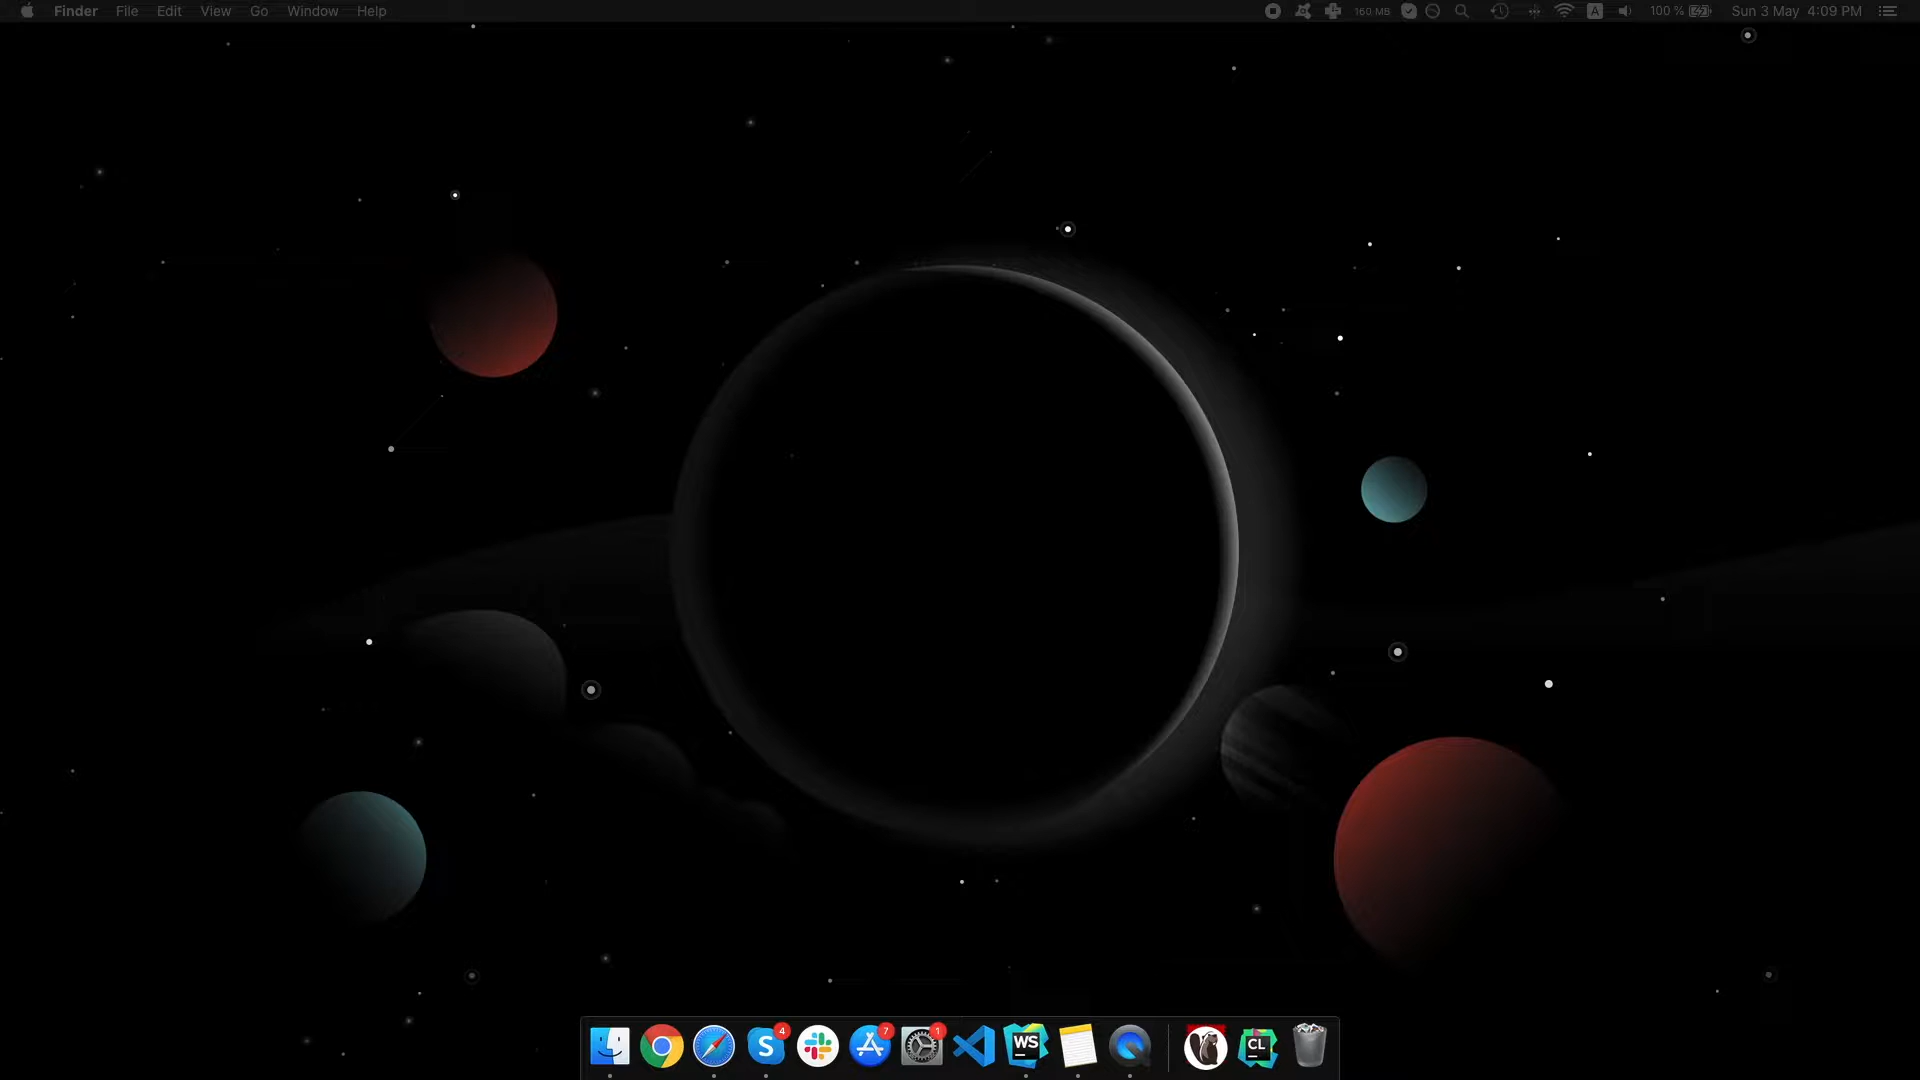 Finder File Edit View Go Window Help 160 MB A 100 % Sun 3 May 4:09 PM
4 7 1
S WS CL